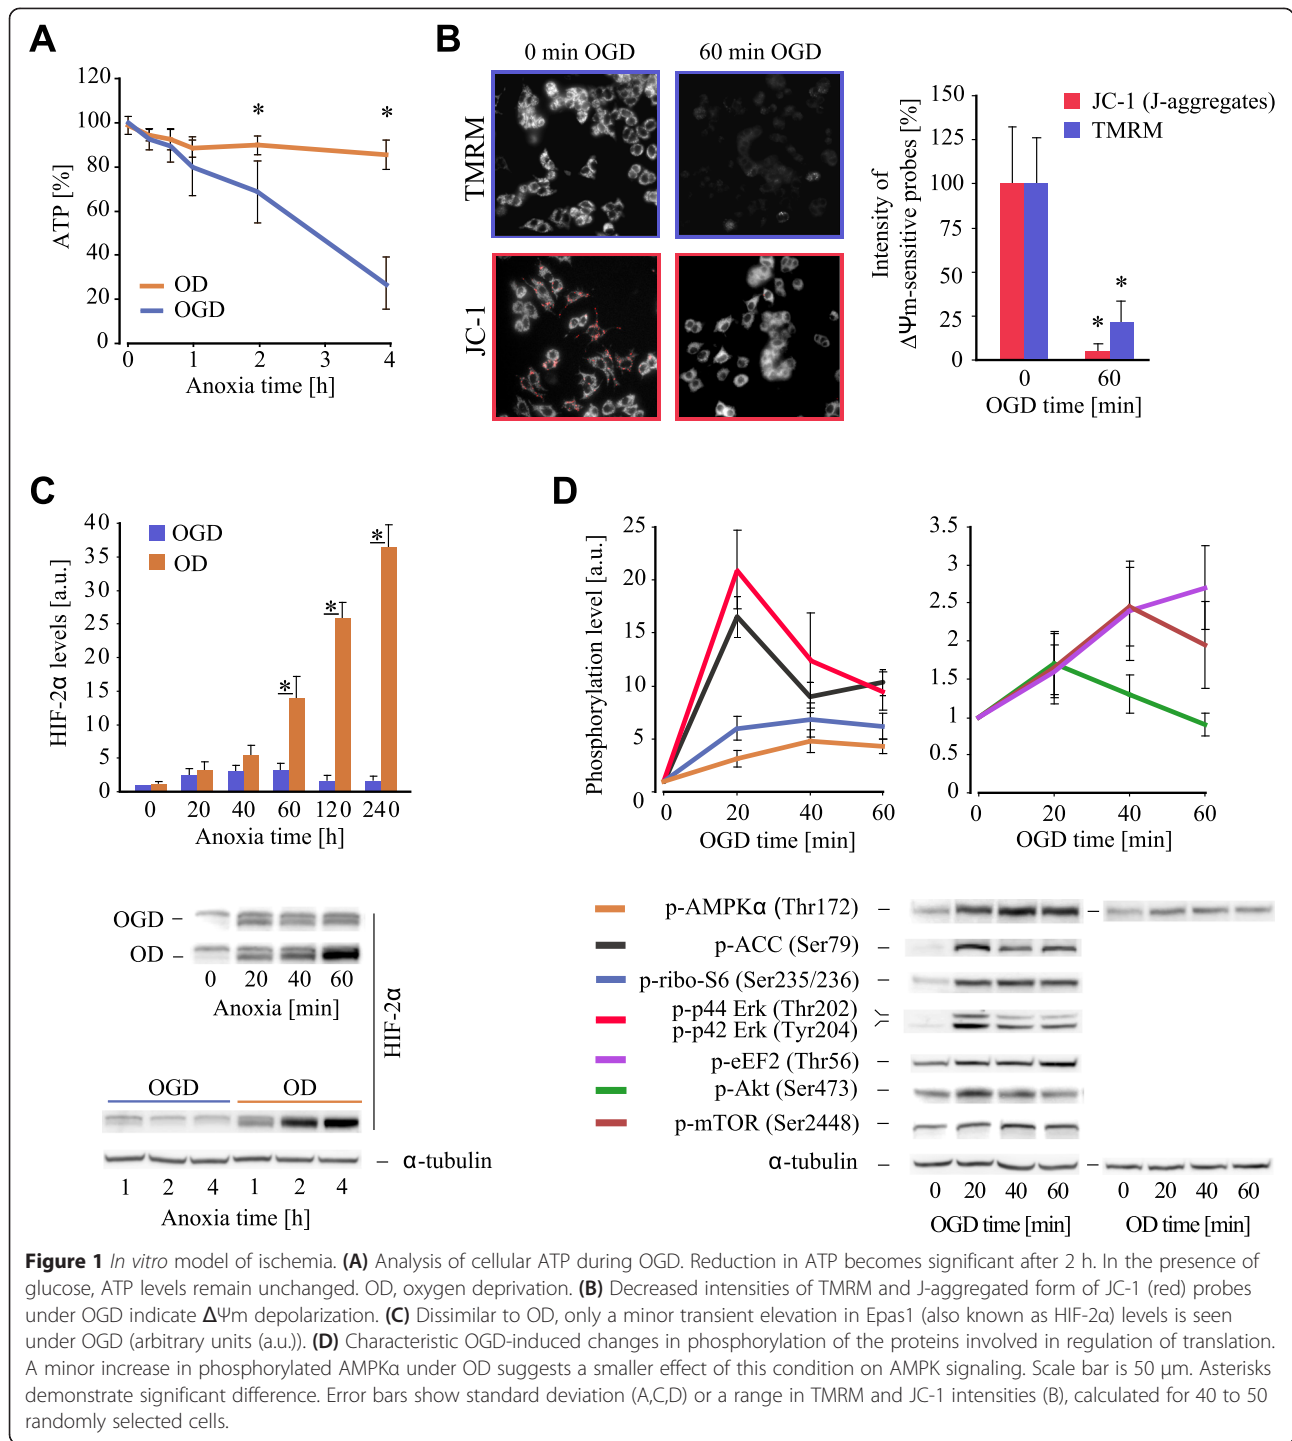 A
120
100
80
60
40
20
0
ATP [%]
*
*
OD
OGD
0
1
2
3
4
Anoxia time [h]
B
0 min OGD
60 min OGD
TMRM
JC-1
150
125
100
75
50
25
0
Intensity of
ΔΨm-sensitive probes [%]
JC-1 (J-aggregates)
TMRM
*
*
0
60
OGD time [min]
C
40
35
30
25
20
15
10
5
0
HIF-2α levels [a.u.]
OGD
OD
*
*
*
0
20
40
60
120
240
Anoxia time [h]
OGD –
OD –
0
20
40
60
Anoxia [min]
HIF-2α
OGD
OD
– α-tubulin
1
2
4
1
2
4
Anoxia time [h]
D
25
20
15
10
5
0
Phosphorylation level [a.u.]
0
20
40
60
OGD time [min]
3.5
3
2.5
2
1.5
1
0.5
0
0
20
40
60
OGD time [min]
p-AMPKα (Thr172) – –
p-ACC (Ser79) –
p-ribo-S6 (Ser235/236) –
p-p44 Erk (Thr202)
p-p42 Erk (Tyr204)
p-eEF2 (Thr56) –
p-Akt (Ser473) –
p-mTOR (Ser2448) –
α-tubulin – –
0
20
40
60
OGD time [min]
0
20
40
60
OD time [min]
Figure 1 In vitro model of ischemia. (A) Analysis of cellular ATP during OGD. Reduction in ATP becomes significant after 2 h. In the presence of
glucose, ATP levels remain unchanged. OD, oxygen deprivation. (B) Decreased intensities of TMRM and J-aggregated form of JC-1 (red) probes
under OGD indicate ΔΨm depolarization. (C) Dissimilar to OD, only a minor transient elevation in Epas1 (also known as HIF-2α) levels is seen
under OGD (arbitrary units (a.u.)). (D) Characteristic OGD-induced changes in phosphorylation of the proteins involved in regulation of translation.
A minor increase in phosphorylated AMPKα under OD suggests a smaller effect of this condition on AMPK signaling. Scale bar is 50 μm. Asterisks
demonstrate significant difference. Error bars show standard deviation (A,C,D) or a range in TMRM and JC-1 intensities (B), calculated for 40 to 50
randomly selected cells.